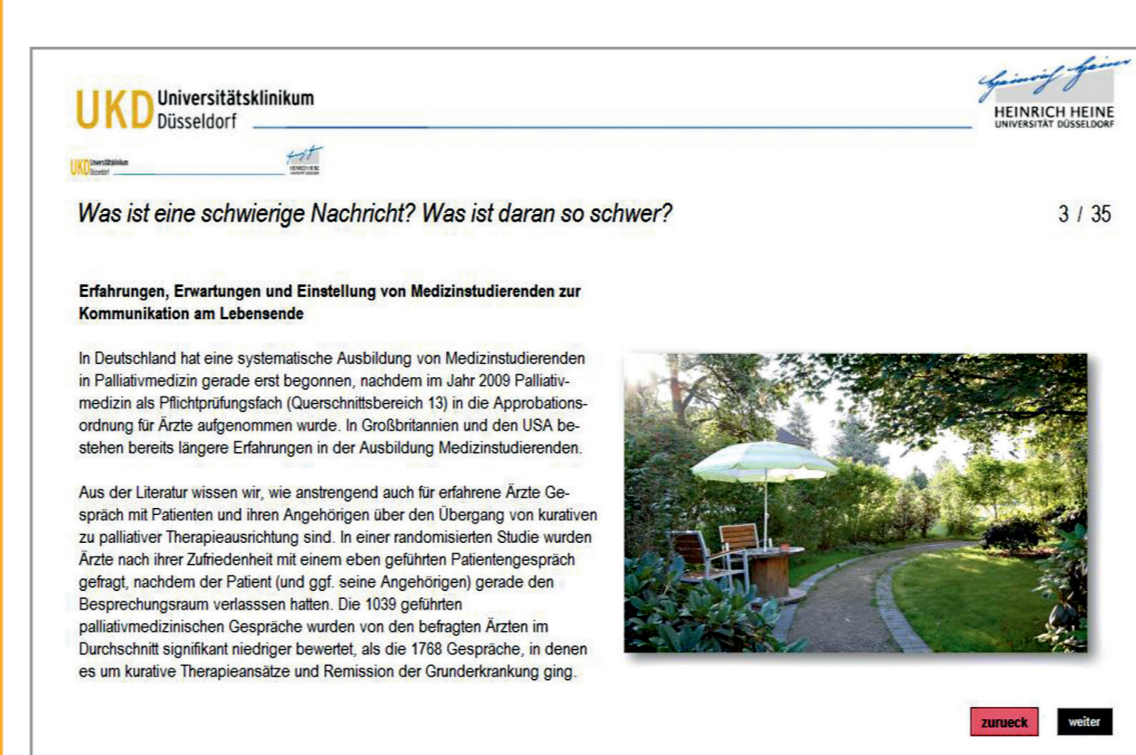 UKD Universitätsklinikum
Düsseldorf
HEINRICH HEINE
UNIVERSITÄT DÜSSELDORF
UKD Universitätsklinikum
Düsseldorf
HEINRICH HEINE
UNIVERSITÄT DÜSSELDORF
Was ist eine schwierige Nachricht? Was ist daran so schwer?
3 / 35
Erfahrungen, Erwartungen und Einstellung von Medizinstudierenden zur
Kommunikation am Lebensende
In Deutschland hat eine systematische Ausbildung von Medizinstudierenden
in Palliativmedizin gerade erst begonnen, nachdem im Jahr 2009 Palliativ-
medizin als Pflichtprüfungsfach (Querschnittsbereich 13) in die Approbations-
ordnung für Ärzte aufgenommen wurde. In Großbritannien und den USA be-
stehen bereits längere Erfahrungen in der Ausbildung Medizinstudierenden.
Aus der Literatur wissen wir, wie anstrengend auch für erfahrene Ärzte Ge-
spräch mit Patienten und ihren Angehörigen über den Übergang von kurativen
zu palliativer Therapieausrichtung sind. In einer randomisierten Studie wurden
Ärzte nach ihrer Zufriedenheit mit einem eben geführten Patientengespräch
gefragt, nachdem der Patient (und ggf. seine Angehörigen) gerade den
Besprechungsraum verlasssen hatten. Die 1039 geführten
palliativmedizinischen Gespräche wurden von den befragten Ärzten im
Durchschnitt signifikant niedriger bewertet, als die 1768 Gespräche, in denen
es um kurative Therapieansätze und Remission der Grunderkrankung ging.
zurueck
weiter